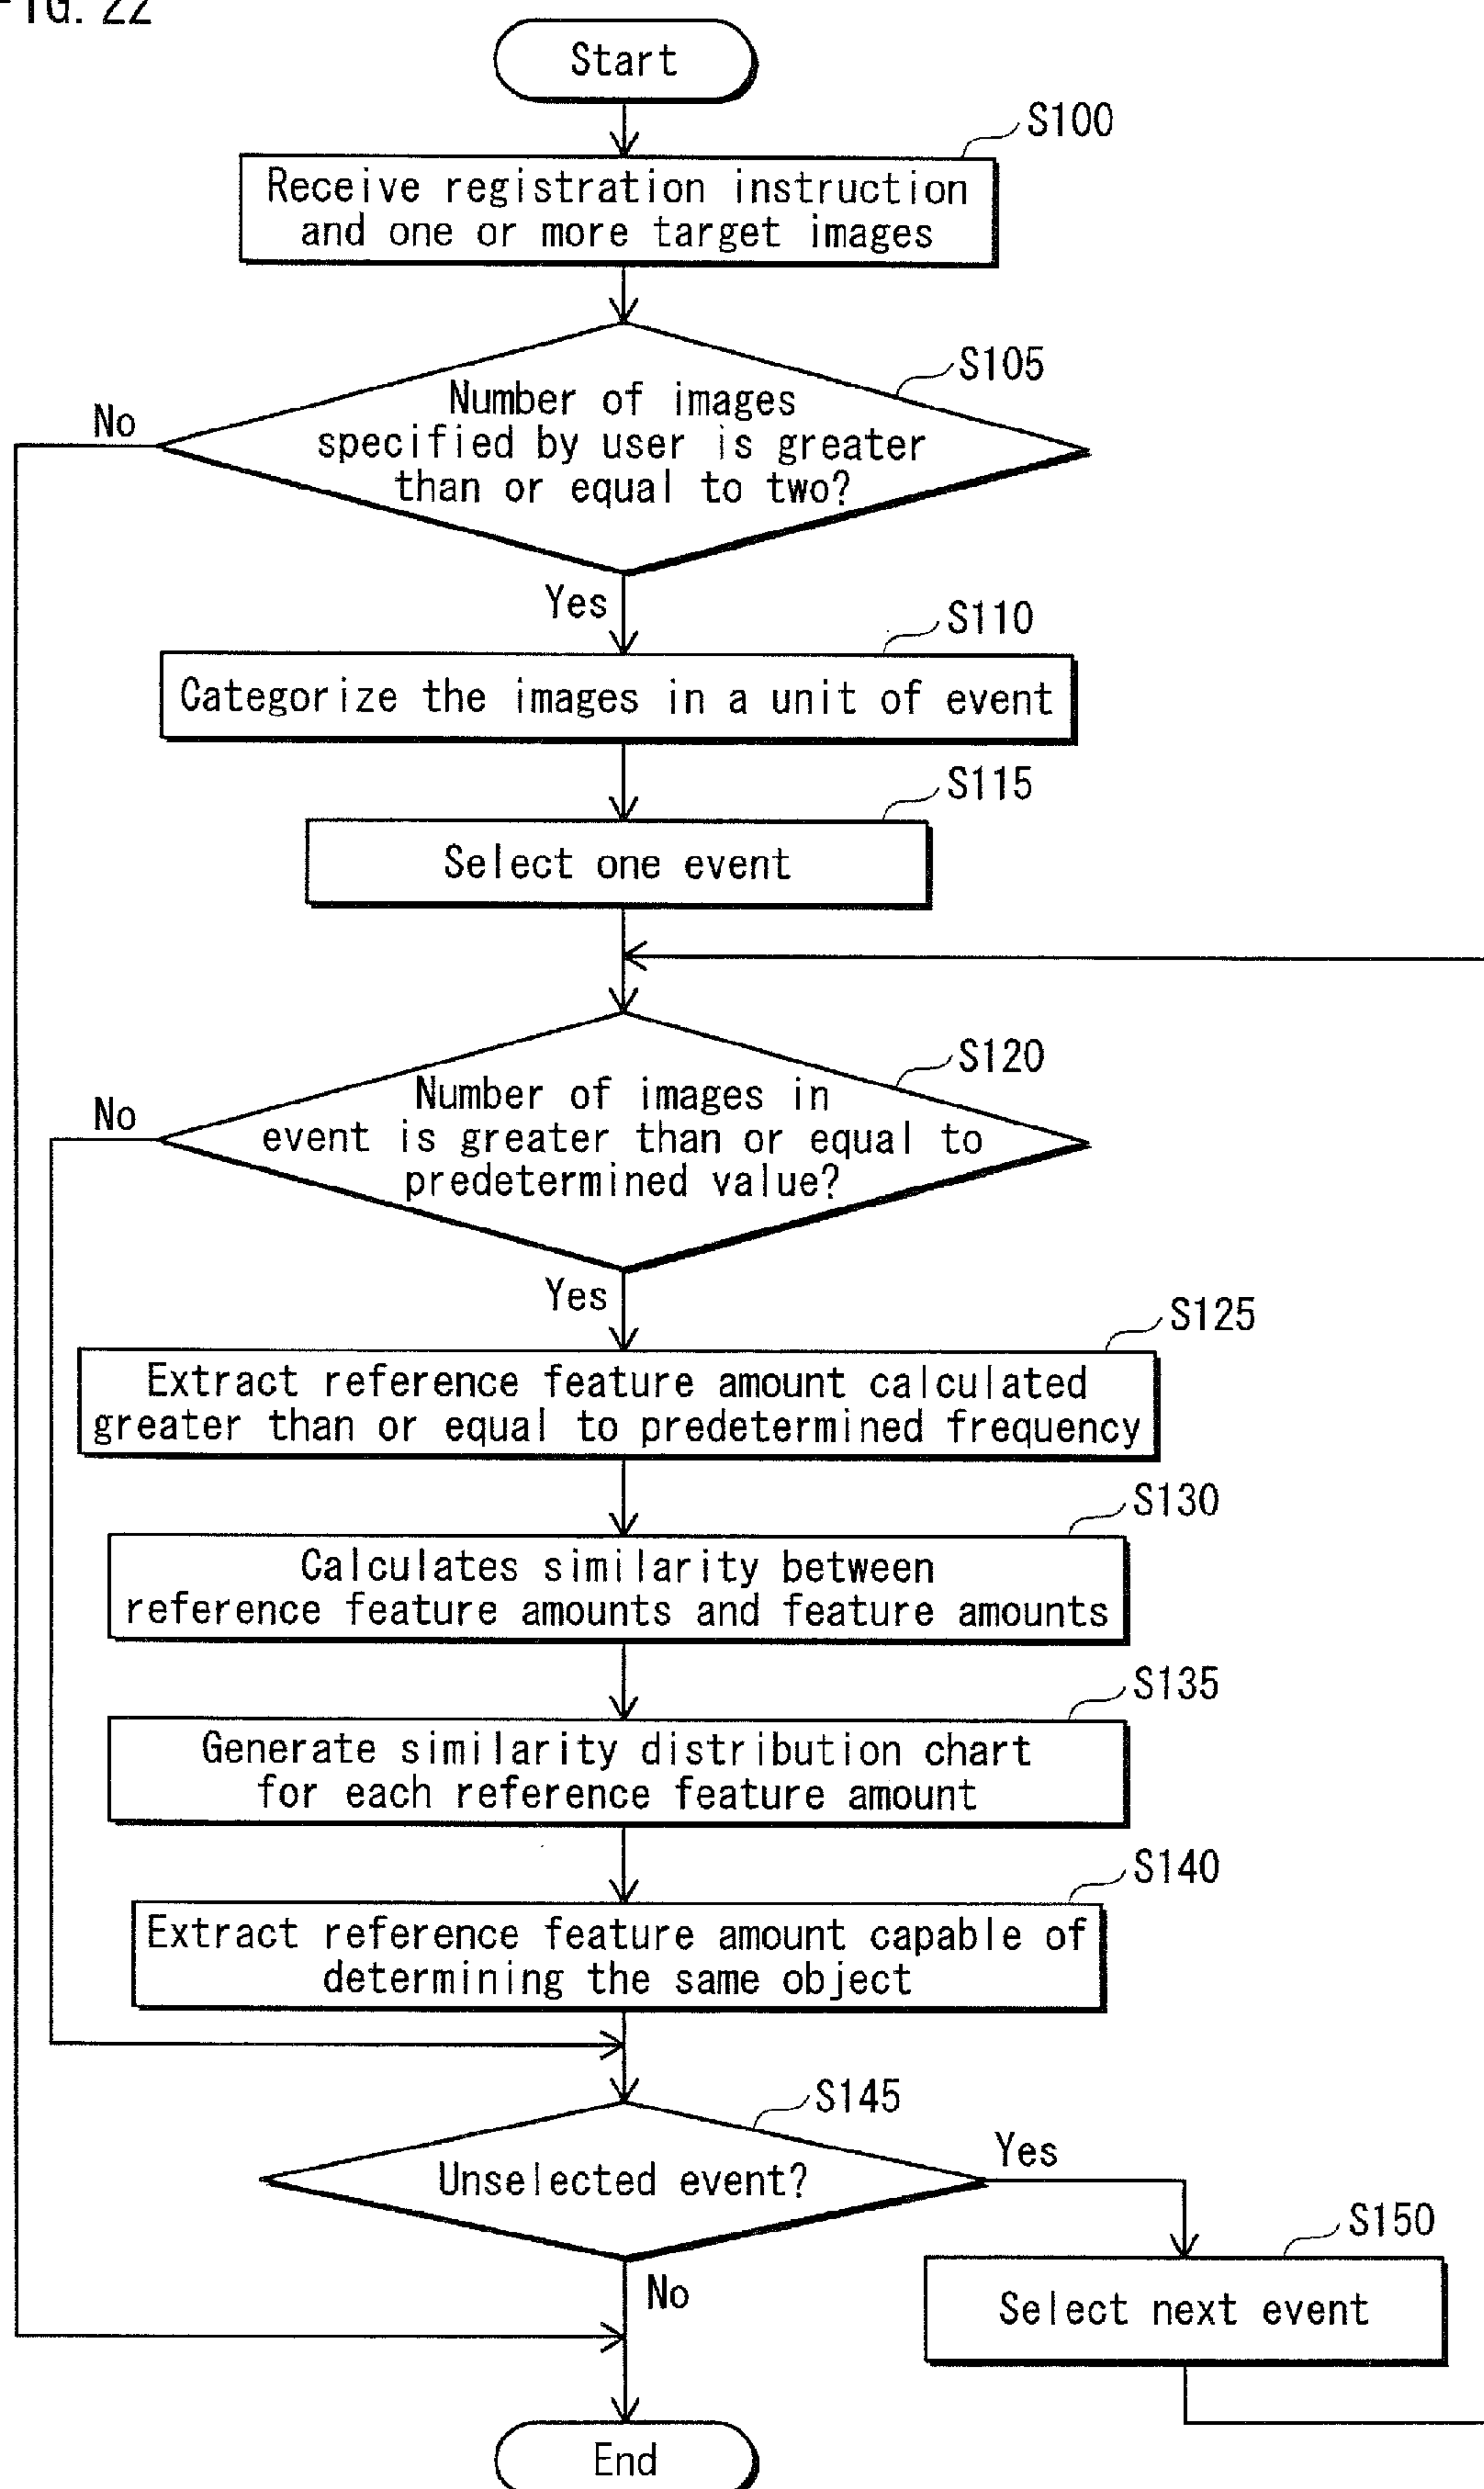 FIG. 22
Start
S100
Receive registration instruction
and one or more target images
S105
Number of images
specified by user is greater
than or equal to two?
No
Yes
S110
Categorize the images in a unit of event
S115
Select one event
S120
Number of images in
event is greater than or equal to
predetermined value?
No
Yes
S125
Extract reference feature amount calculated
greater than or equal to predetermined frequency
S130
Calculates similarity between
reference feature amounts and feature amounts
S135
Generate similarity distribution chart
for each reference feature amount
S140
Extract reference feature amount capable of
determining the same object
S145
Unselected event?
Yes
No
S150
Select next event
End